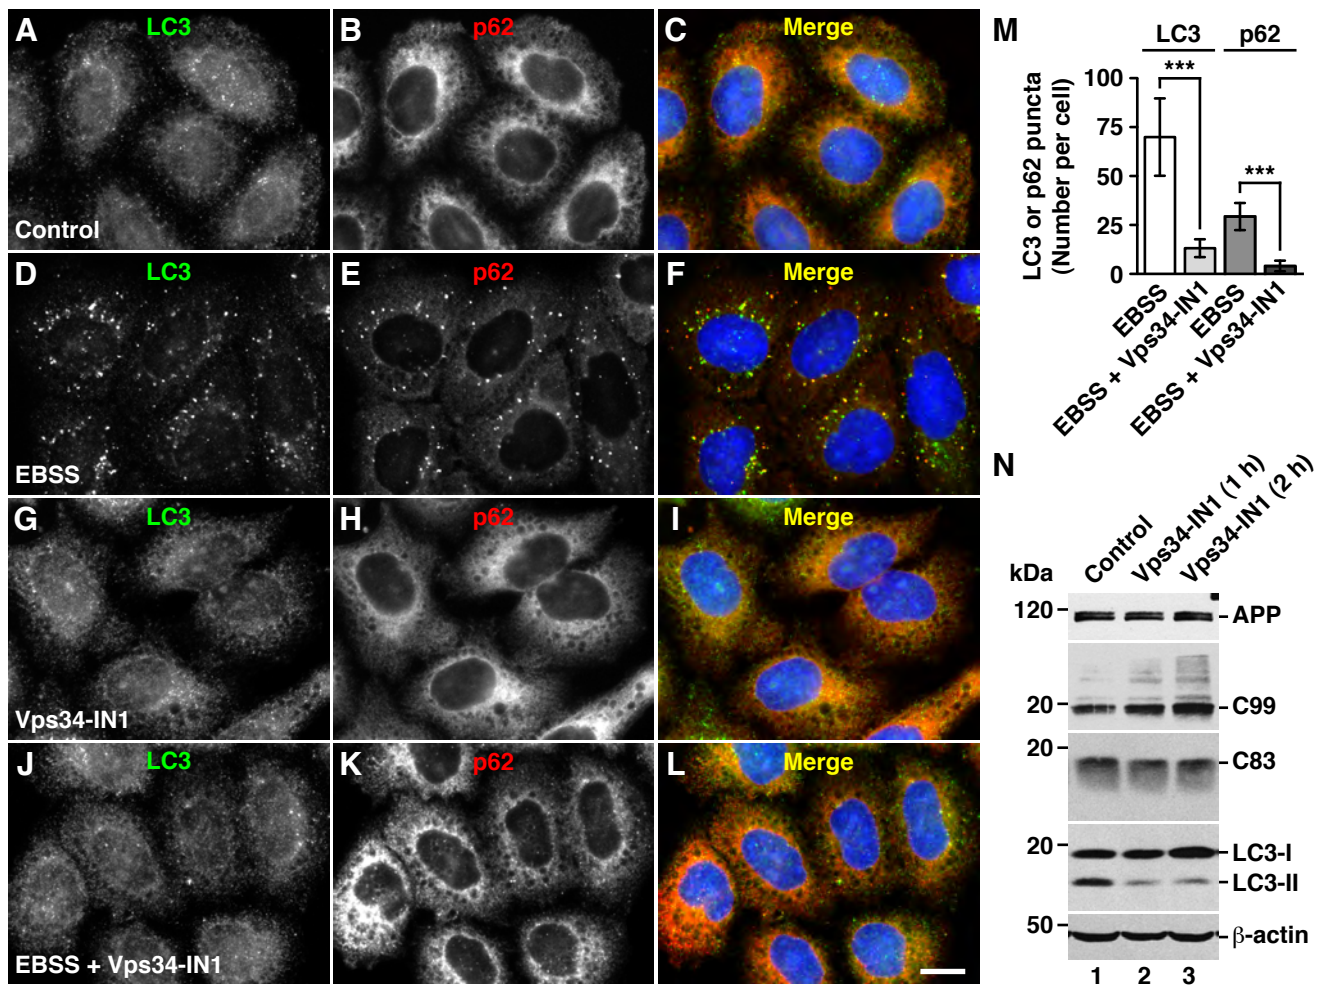 A LC3
B p62
C Merge
Control
D LC3
E p62
F Merge
EBSS
G LC3
H p62
I Merge
Vps34-IN1
J LC3
K p62
L Merge
EBSS + Vps34-IN1
M
LC3 p62
***
***
LC3 or p62 puncta
(Number per cell)
100
75
50
25
0
EBSS
EBSS + Vps34-IN1
EBSS
EBSS + Vps34-IN1
N
kDa
Control
Vps34-IN1 (1 h)
Vps34-IN1 (2 h)
120 APP
20 C99
20 C83
20 LC3-I
LC3-II
50 β-actin
1 2 3